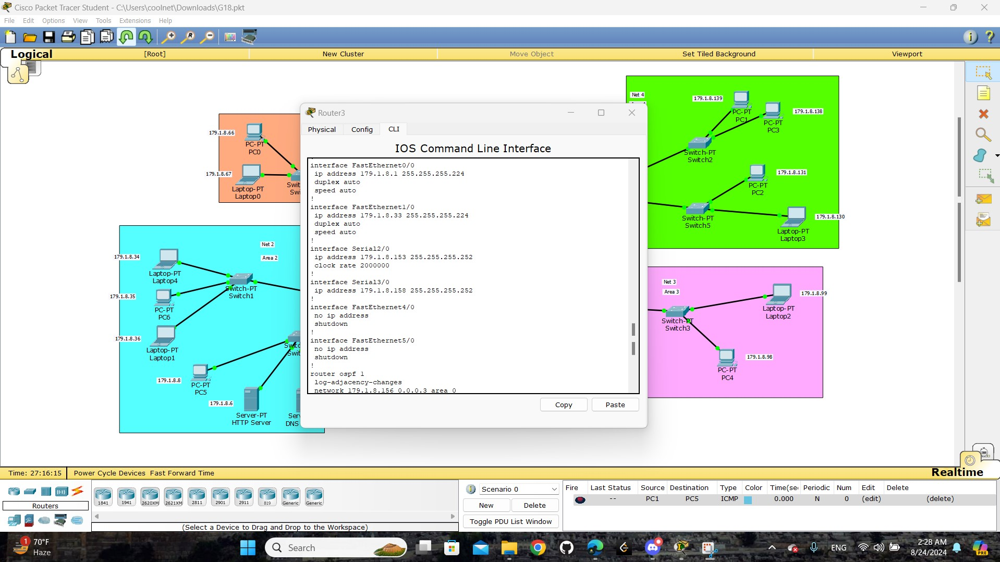 Cisco Packet Tracer Student - C:\Users\coolnet\Downloads\G18.pkt
File Edit Options View Tools Extensions Help
Logical
[Root]
New Cluster
Move Object
Set Tiled Background
Viewport
Net 4
179.1.8.139
PC-PT
PC1
179.1.8.138
PC-PT
PC3
Switch-PT
Switch2
179.1.8.131
PC-PT
PC2
Switch-PT
Switch5
179.1.8.130
Laptop-PT
Laptop3
179.1.8.66
PC-PT
PC0
179.1.8.67
Laptop-PT
Laptop0
Swit
Swi
Net 2
Area 2
179.1.8.34
Laptop-PT
Laptop4
Switch-PT
Switch1
179.1.8.35
PC-PT
PC6
179.1.8.36
Laptop-PT
Laptop1
Switc
Swit
179.1.8.8
PC-PT
PC5
179.1.8.6
Server-PT
HTTP Server
Serv
DNS
Net 3
Area 3
Switch-PT
Switch3
179.1.8.99
Laptop-PT
Laptop2
179.1.8.98
PC-PT
PC4
Router3
Physical Config CLI
IOS Command Line Interface
!
interface FastEthernet0/0
ip address 179.1.8.1 255.255.255.224
duplex auto
speed auto
!
interface FastEthernet1/0
ip address 179.1.8.33 255.255.255.224
duplex auto
speed auto
!
interface Serial2/0
ip address 179.1.8.153 255.255.255.252
clock rate 2000000
!
interface Serial3/0
ip address 179.1.8.158 255.255.255.252
!
interface FastEthernet4/0
no ip address
shutdown
!
interface FastEthernet5/0
no ip address
shutdown
!
router ospf 1
log-adjacency-changes
network 179.1.8.156 0.0.0.3 area 0
Copy Paste
Time: 27:16:15 Power Cycle Devices Fast Forward Time
Realtime
Routers
1841 1941 2620XM 2621XM 2811 2901 2911 819 Generic Generic
(Select a Device to Drag and Drop to the Workspace)
Scenario 0
New Delete
Toggle PDU List Window
Fire Last Status Source Destination Type Color Time(sec Periodic Num Edit Delete
-- PC1 PC5 ICMP 0.000 N 0 (edit) (delete)
1
70°F
Haze
Search
ENG
2:28 AM
8/24/2024
PRE